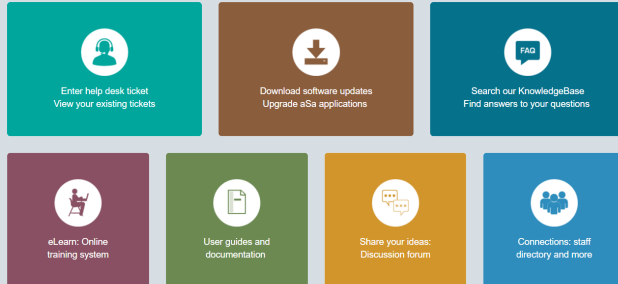 Enter help desk ticket
View your existing tickets
Download software updates
Upgrade aSa applications
FAQ
Search our KnowledgeBase
Find answers to your questions
eLearn: Online
training system
User guides and
documentation
Share your ideas:
Discussion forum
Connections: staff
directory and more